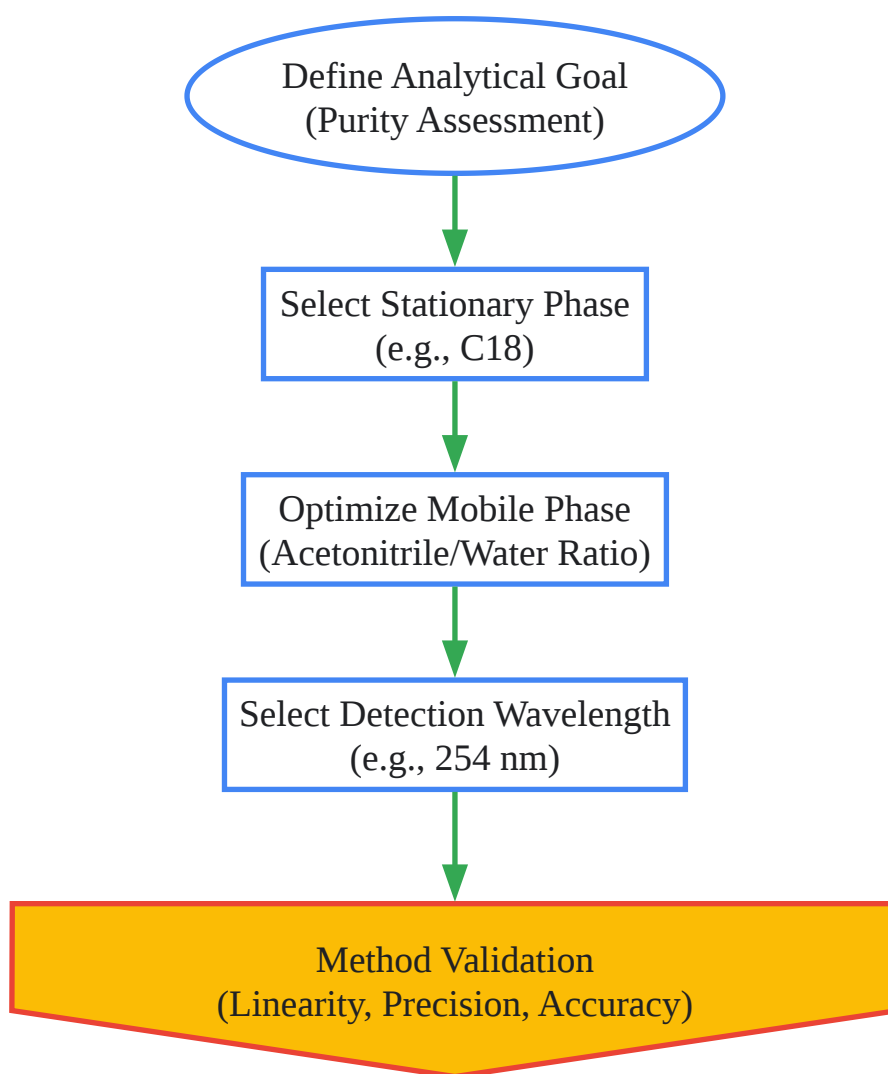 Define Analytical Goal
(Purity Assessment)
Select Stationary Phase
(e.g., C18)
Optimize Mobile Phase
(Acetonitrile/Water Ratio)
Select Detection Wavelength
(e.g., 254 nm)
Method Validation
(Linearity, Precision, Accuracy)